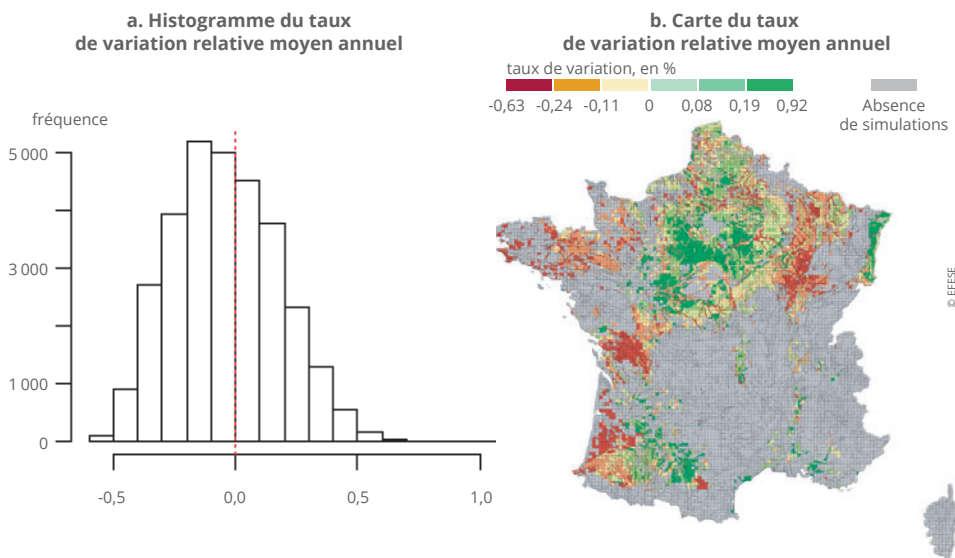 a. Histogramme du taux
de variation relative moyen annuel
fréquence
5 000
3 000
1 000
0
-0,5
0,0
0,5
1,0
b. Carte du taux
de variation relative moyen annuel
taux de variation, en %
-0,63
-0,24
-0,11
0
0,08
0,19
0,92
Absence
de simulations
© EFESE